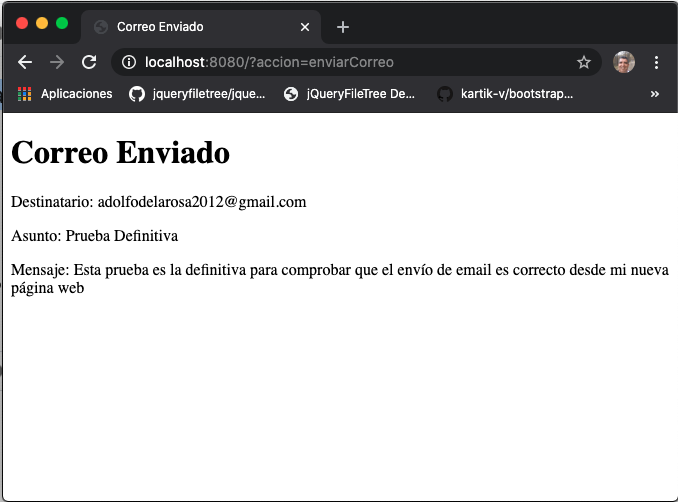 Correo Enviado
localhost:8080/?accion=enviarCorreo
Aplicaciones jqueryfiletree/jque... jQueryFileTree De... kartik-v/bootstrap... »
Correo Enviado
Destinatario: adolfodelarosa2012@gmail.com
Asunto: Prueba Definitiva
Mensaje: Esta prueba es la definitiva para comprobar que el envío de email es correcto desde mi nueva
página web